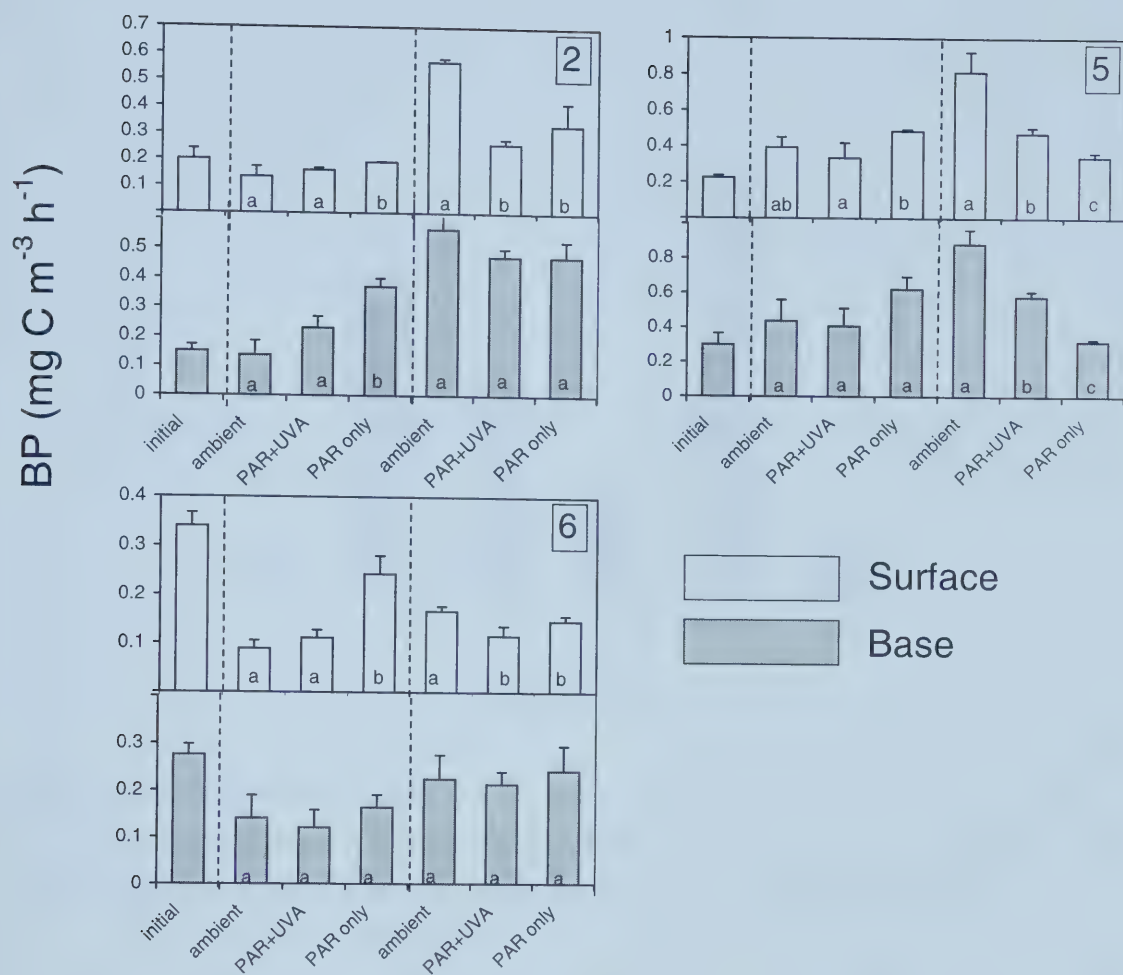 BP (mg C m⁻³ h⁻¹)
0.7
0.6
0.5
0.4
0.3
0.2
0.1
2
a a b a b b
0.5
0.4
0.3
0.2
0.1
0
a a b a a a
initial ambient PAR+UVA PAR only ambient PAR+UVA PAR only
1
0.8
0.6
0.4
0.2
5
ab a b a b c
0.8
0.6
0.4
0.2
0
a a a a b c
initial ambient PAR+UVA PAR only ambient PAR+UVA PAR only
0.4
0.3
0.2
0.1
6
a a b a b b
0.3
0.2
0.1
0
a a a a a a
initial ambient PAR+UVA PAR only ambient PAR+UVA PAR only
Surface
Base